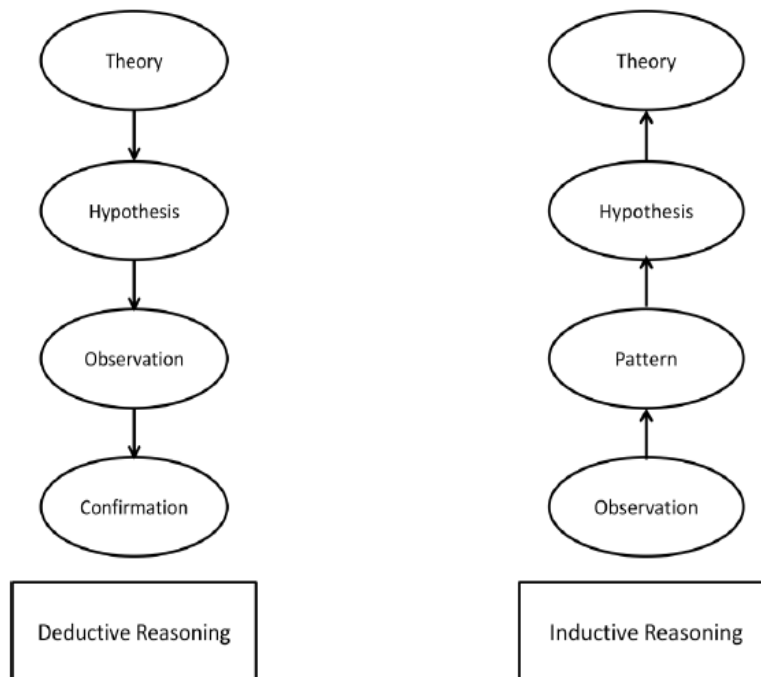 Theory
Hypothesis
Observation
Confirmation
Deductive Reasoning
Theory
Hypothesis
Pattern
Observation
Inductive Reasoning